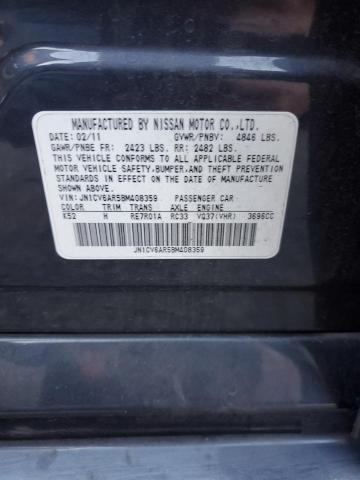 MANUFACTURED BY NISSAN MOTOR CO.,LTD.
DATE: 02/11 GVWR/PNBV: 4846 LBS.
GAWR/PNBE FR: 2423 LBS. RR: 2482 LBS.
THIS VEHICLE CONFORMS TO ALL APPLICABLE FEDERAL
MOTOR VEHICLE SAFETY,BUMPER,AND THEFT PREVENTION
STANDARDS IN EFFECT ON THE DATE OF MANUFACTURE
SHOWN ABOVE.
VIN: JN1CV6AR5BM408359 PASSENGER CAR
COLOR TRIM TRANS AXLE ENGINE
K52 H RE7R01A RC33 VQ37(VHR) 3696CC
JN1CV6AR5BM408359